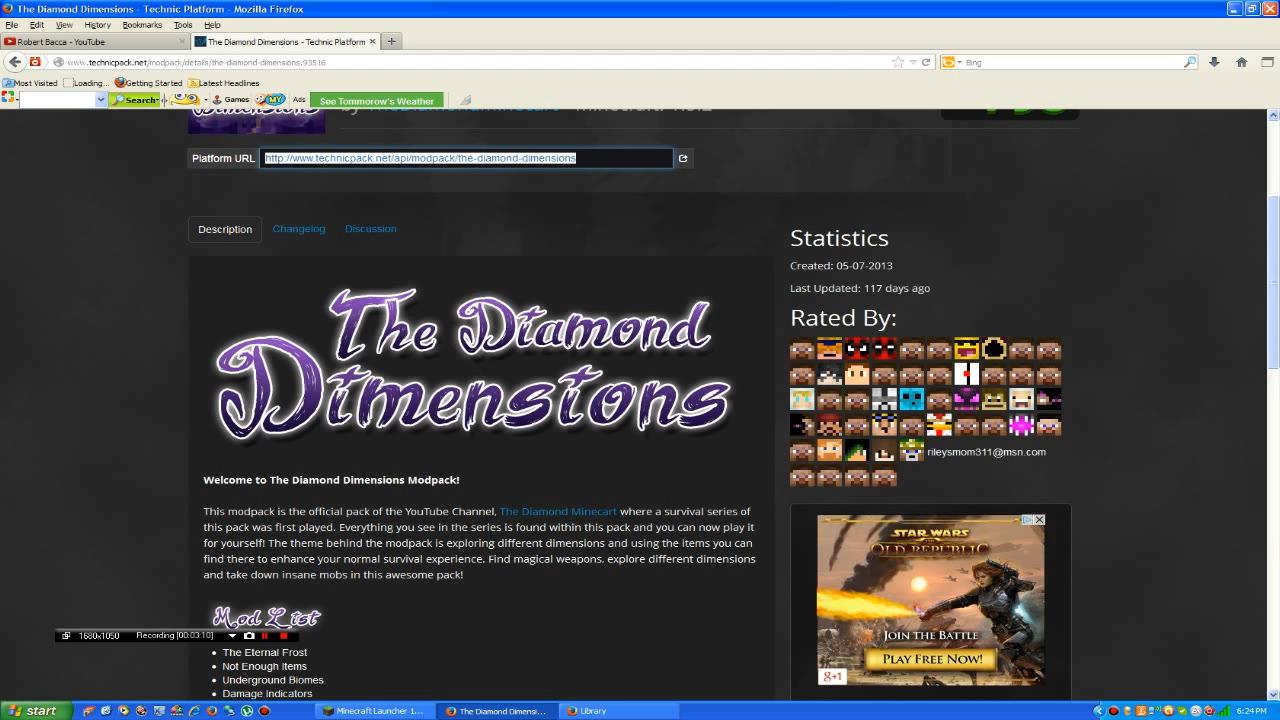 The Diamond Dimensions - Technic Platform - Mozilla Firefox
File Edit View History Bookmarks Tools Help
Robert Bacca - YouTube
The Diamond Dimensions - Technic Platform
www.technicpack.net/modpack/details/the-diamond-dimensions.93516
Bing
Most Visited Loading... Getting Started Latest Headlines
Search Games MY Ads See Tommorow's Weather
Dimensions
Platform URL http://www.technicpack.net/api/modpack/the-diamond-dimensions
Description Changelog Discussion
The Diamond
Dimensions
Welcome to The Diamond Dimensions Modpack!
This modpack is the official pack of the YouTube Channel, The Diamond Minecart where a survival series of
this pack was first played. Everything you see in the series is found within this pack and you can now play it
for yourself! The theme behind the modpack is exploring different dimensions and using the items you can
find there to enhance your normal survival experience. Find magical weapons, explore different dimensions
and take down insane mobs in this awesome pack!
Mod List
1680x1050 Recording [00:03:10]
The Eternal Frost
Not Enough Items
Underground Biomes
Damage Indicators
Statistics
Created: 05-07-2013
Last Updated: 117 days ago
Rated By:
rileysmom311@msn.com
STAR WARS
THE OLD REPUBLIC
JOIN THE BATTLE
PLAY FREE NOW!
g+1
start
Minecraft Launcher 1...
The Diamond Dimensi...
Library
6:24 PM